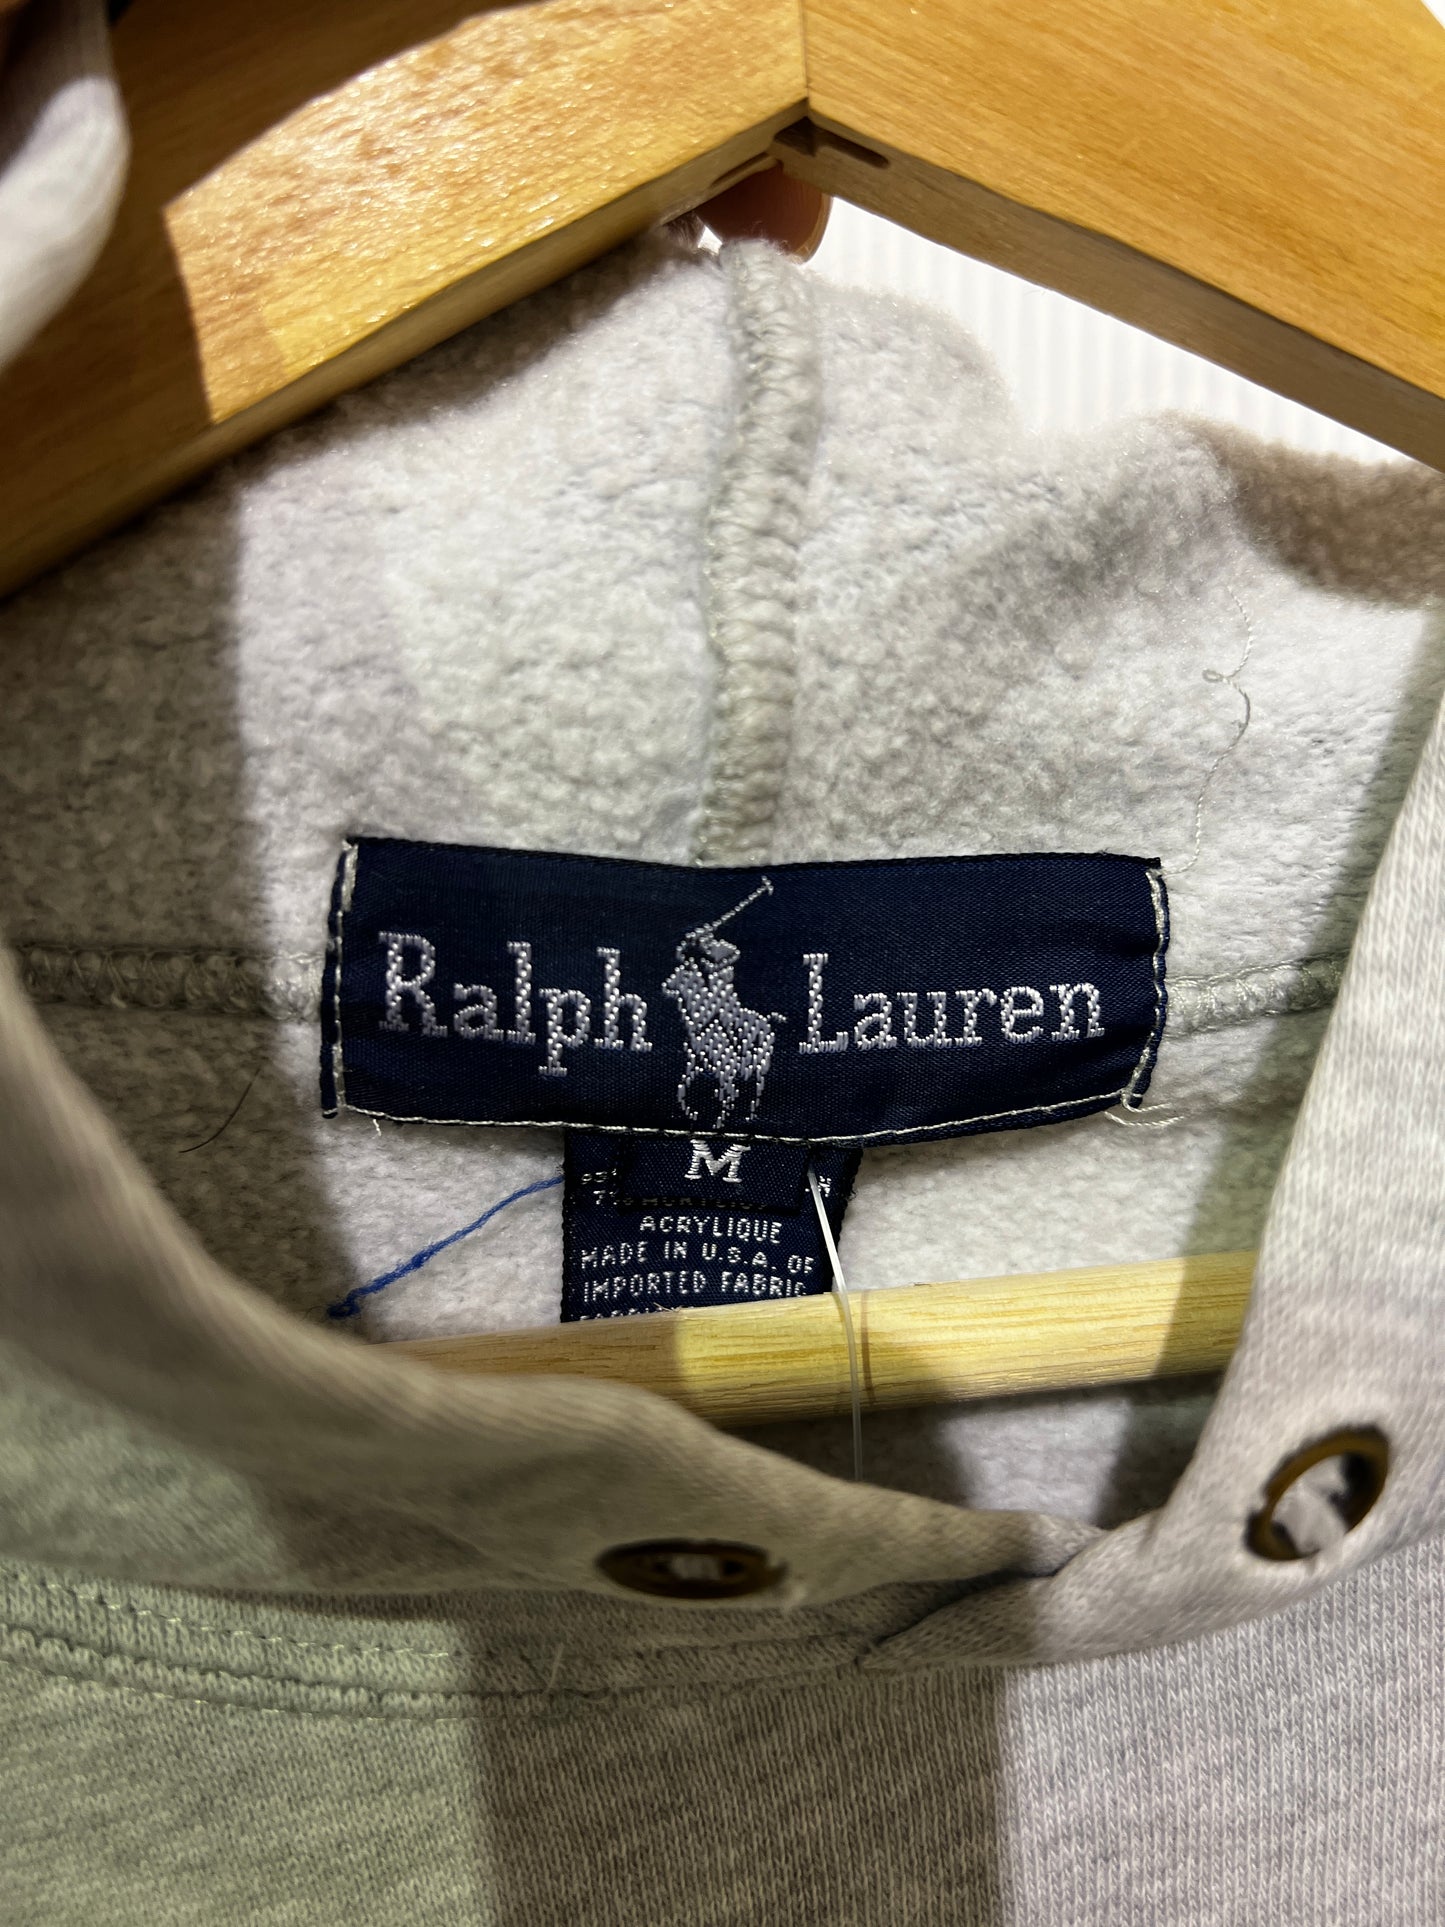 Ralph Lauren
M
ACRYLIQUE
MADE IN U.S.A. OF
IMPORTED FABRIC